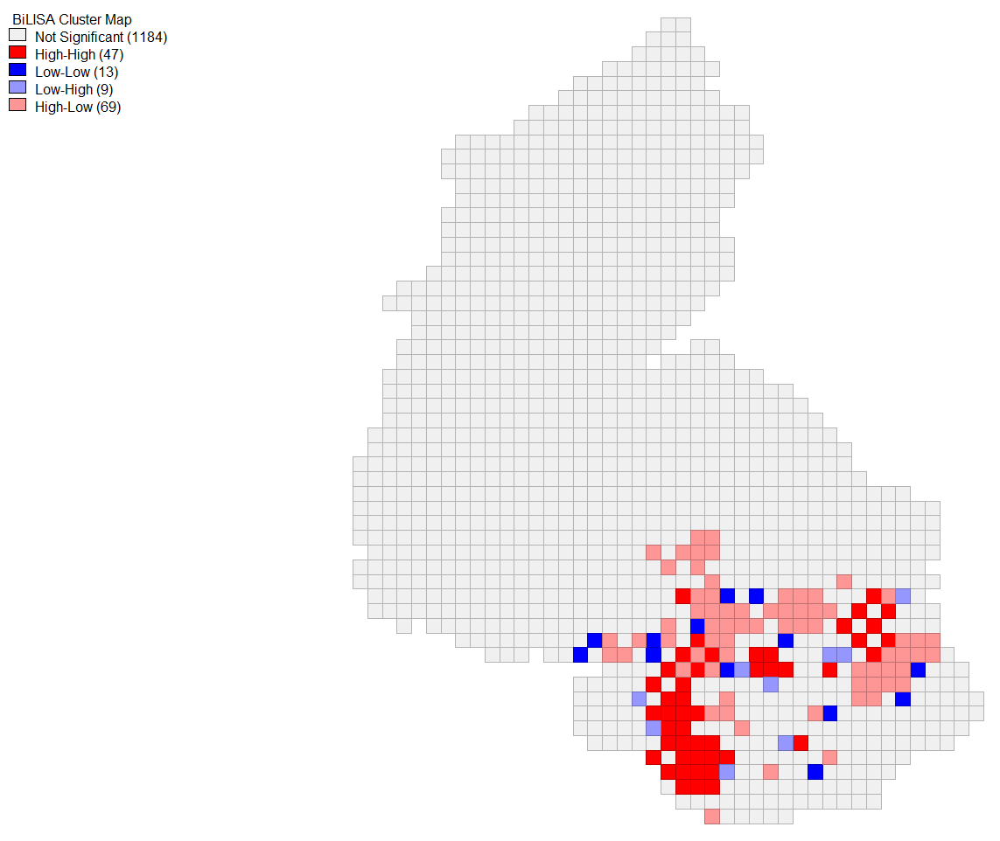 BiLISA Cluster Map
Not Significant (1184)
High-High (47)
Low-Low (13)
Low-High (9)
High-Low (69)